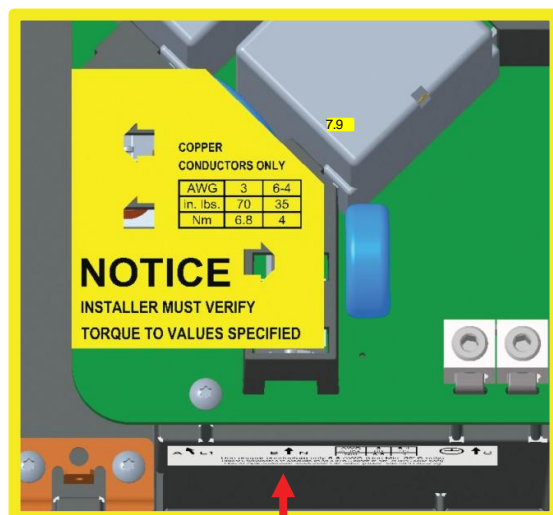 7.9
COPPER
CONDUCTORS ONLY
AWG 3 6-4
in. lbs. 70 35
Nm 6.8 4
NOTICE
INSTALLER MUST VERIFY
TORQUE TO VALUES SPECIFIED
A L1 B N